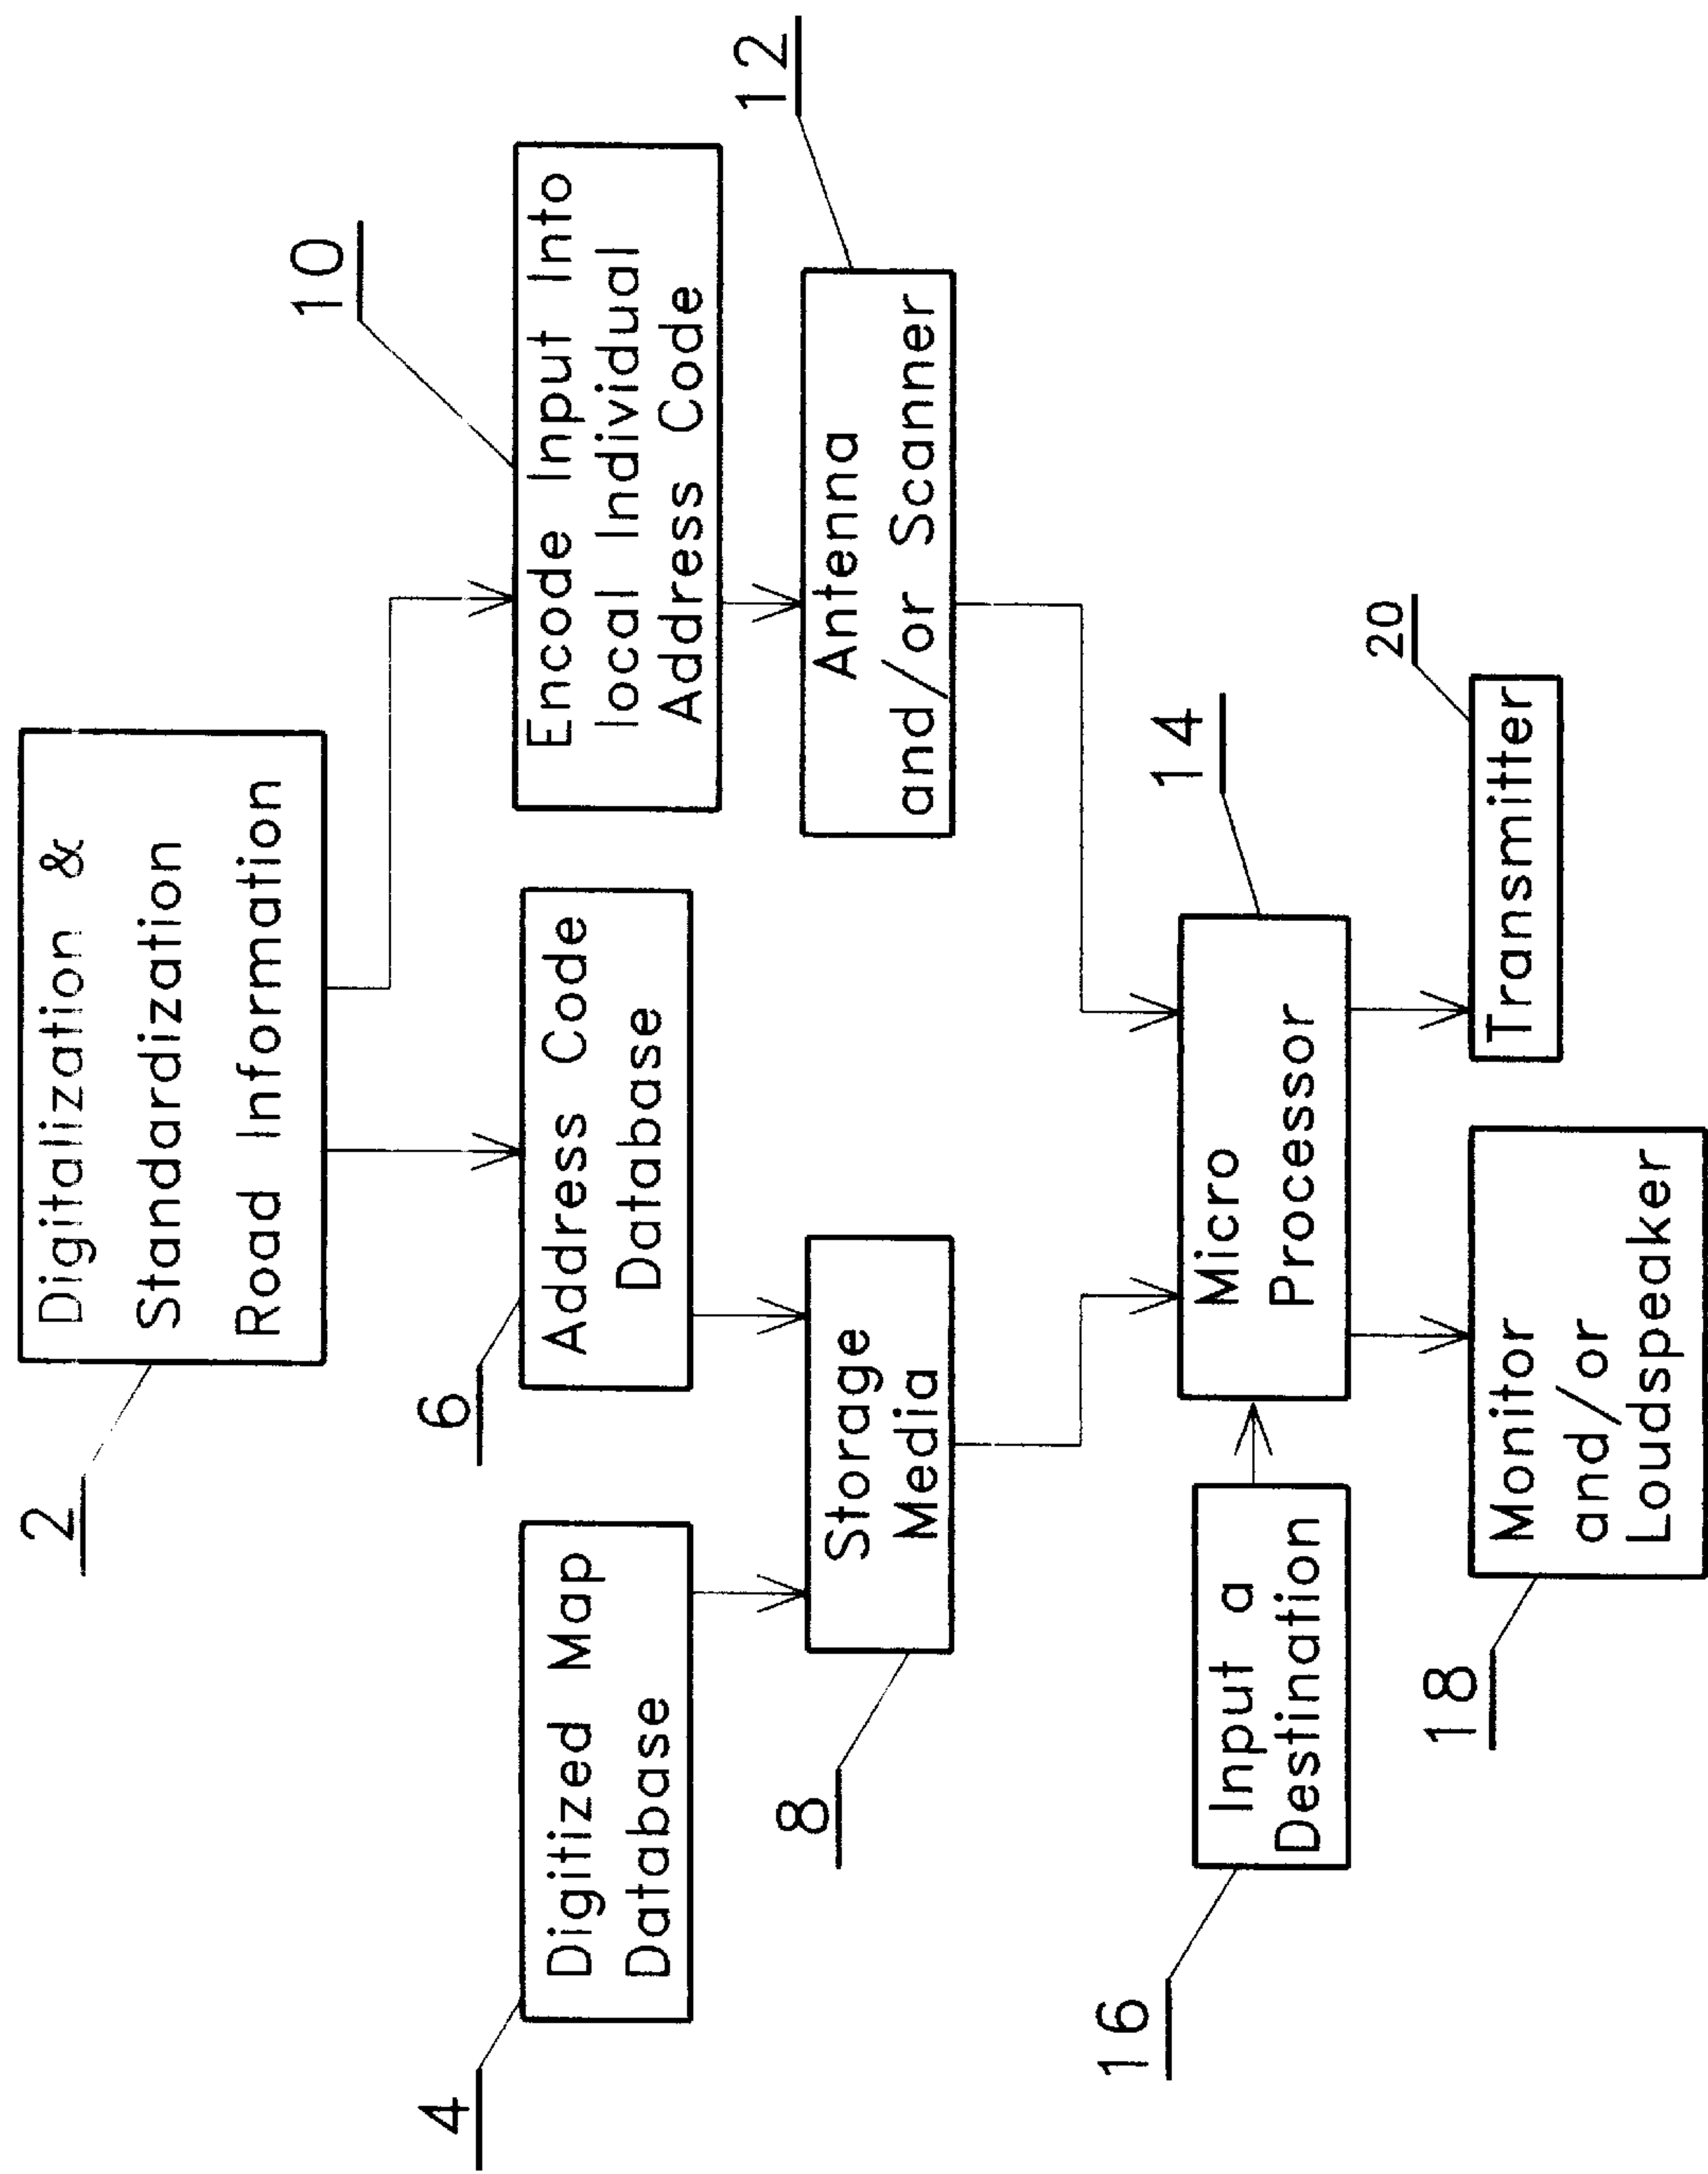 2
Digitalization &
Standardization
Road Information
4
Digitized Map
Database
6
Address Code
Database
10
Encode Input Into
local Individual
Address Code
8
Storage
Media
12
Antenna
and/or Scanner
16
Input a
Destination
14
Micro
Processor
18
Monitor
and/or
Loudspeaker
20
Transmitter